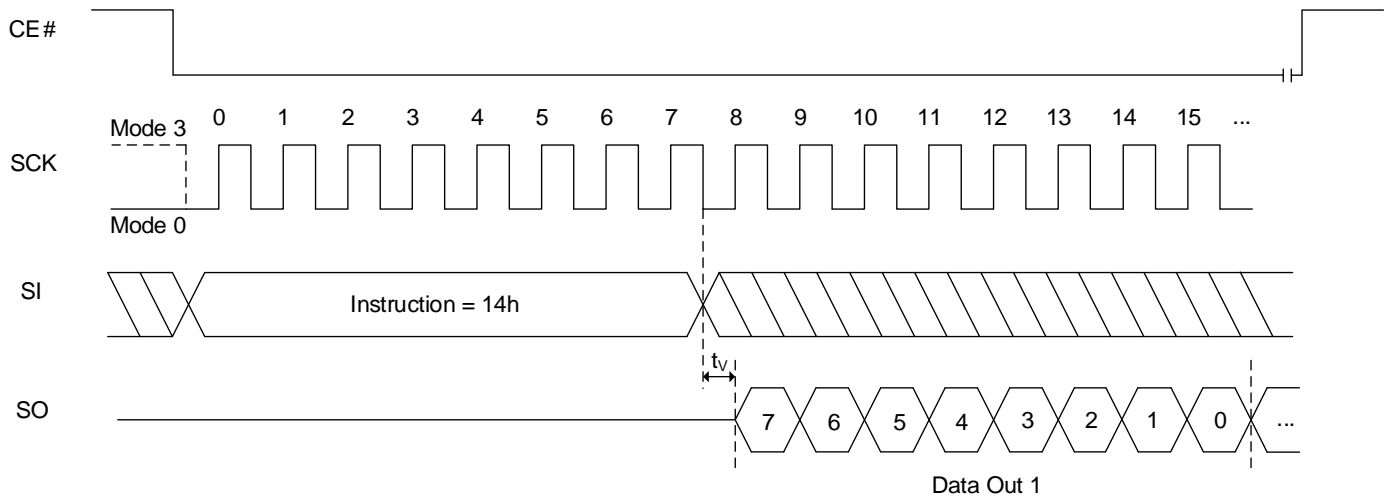 CE#
0 1 2 3 4 5 6 7 8 9 10 11 12 13 14 15 ...
Mode 3
SCK
Mode 0
SI
Instruction = 14h
tV
SO
7 6 5 4 3 2 1 0 ...
Data Out 1